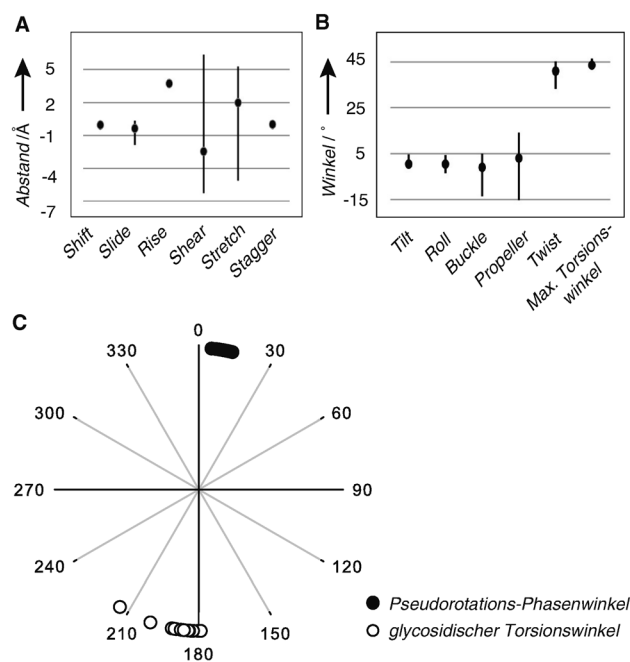 A
Abstand /Å
5
2
-1
-4
-7
Shift
Slide
Rise
Shear
Stretch
Stagger
B
Winkel / °
45
25
5
-15
Tilt
Roll
Buckle
Propeller
Twist
Max. Torsions-
winkel
C
0
30
60
90
120
150
180
210
240
270
300
330
Pseudorotations-Phasenwinkel
glycosidischer Torsionswinkel